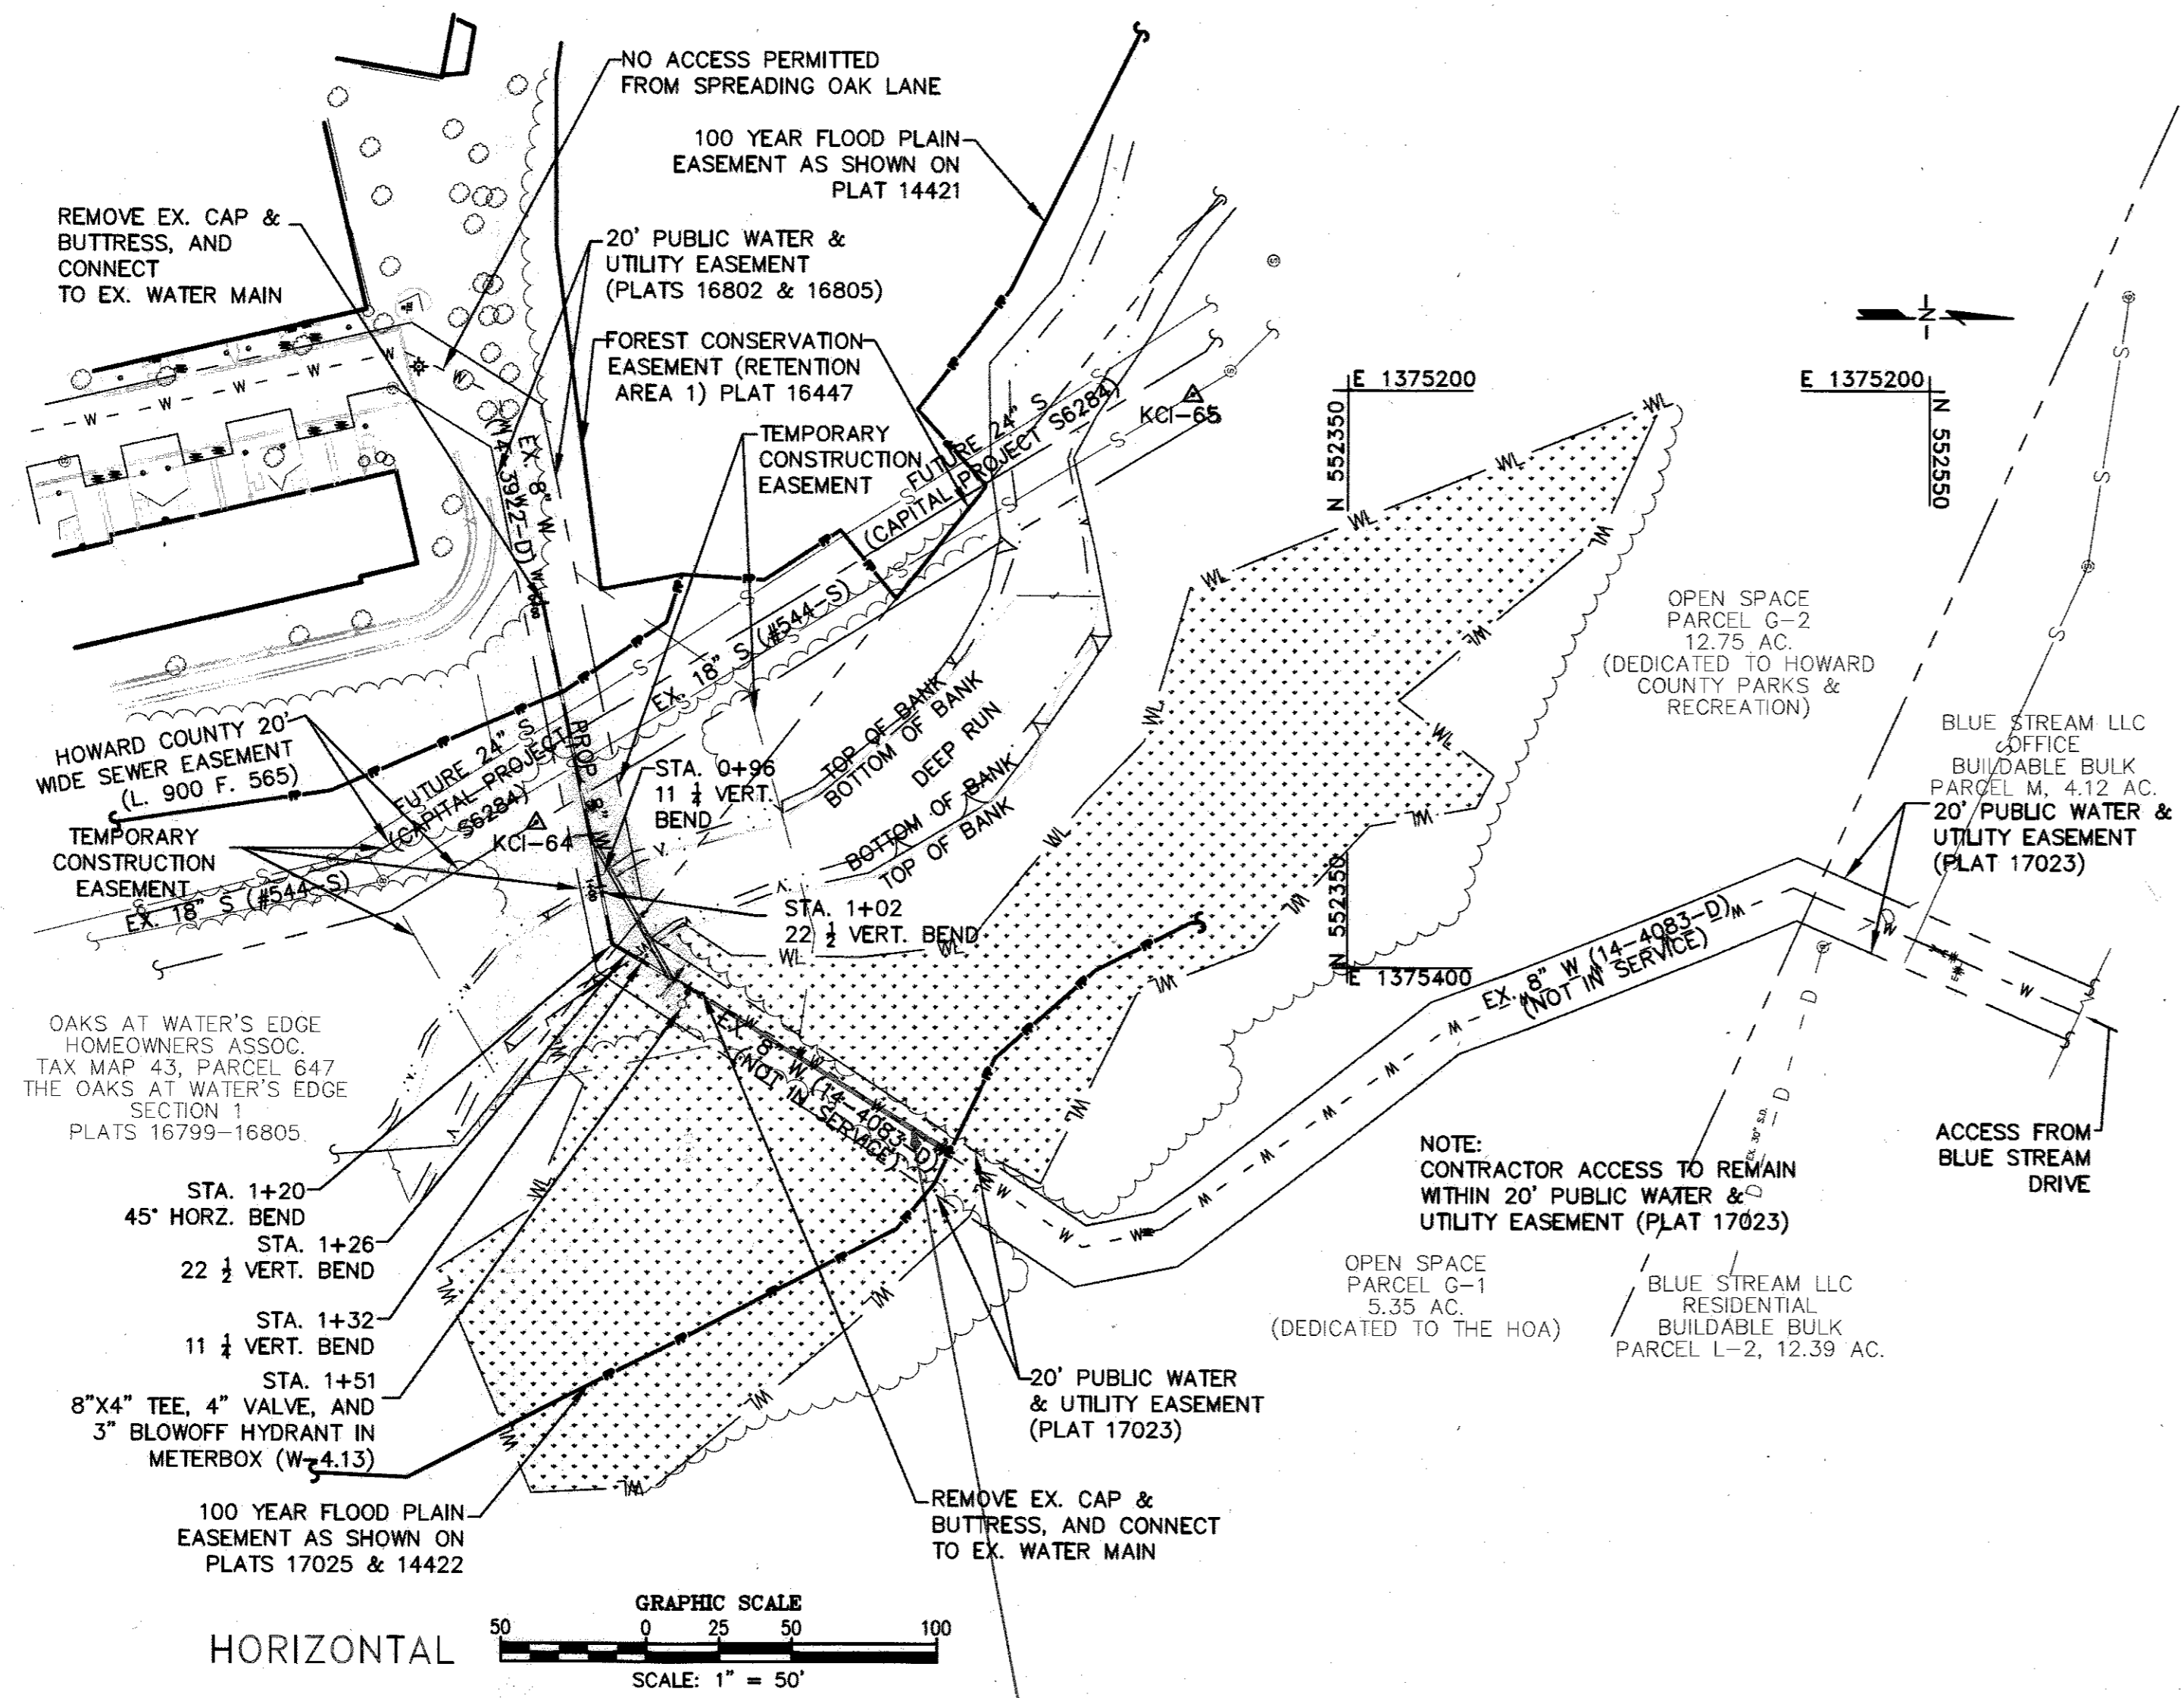 NO ACCESS PERMITTED
FROM SPREADING OAK LANE
100 YEAR FLOOD PLAIN
EASEMENT AS SHOWN ON
PLAT 14421
REMOVE EX. CAP &
BUTTRESS, AND
CONNECT
TO EX. WATER MAIN
20' PUBLIC WATER &
UTILITY EASEMENT
(PLATS 16802 & 16805)
FOREST CONSERVATION
EASEMENT (RETENTION
AREA 1) PLAT 16447
TEMPORARY
CONSTRUCTION
EASEMENT
FUTURE 24" S
(CAPITAL PROJECT S6284)
KCI-65
EX. 8" W
(14-3922-D)
E 1375200
N 552350
E 1375200
N 552550
Z
OPEN SPACE
PARCEL G-2
12.75 AC.
(DEDICATED TO HOWARD
COUNTY PARKS &
RECREATION)
BLUE STREAM LLC
OFFICE
BUILDABLE BULK
PARCEL M, 4.12 AC.
20' PUBLIC WATER &
UTILITY EASEMENT
(PLAT 17023)
EX. 18" S (#544-S)
HOWARD COUNTY 20'
WIDE SEWER EASEMENT
(L. 900 F. 565)
FUTURE 24" S
(CAPITAL PROJECT
S6284)
PROP. 8" W
KCI-64
TEMPORARY
CONSTRUCTION
EASEMENT
EX. 18" S (#544-S)
STA. 0+96
11 1/4 VERT.
BEND
TOP OF BANK
BOTTOM OF BANK
DEEP RUN
BOTTOM OF BANK
TOP OF BANK
STA. 1+02
22 1/2 VERT. BEND
N 552350
E 1375400
EX. 8" W (14-4083-D)
(NOT IN SERVICE)
OAKS AT WATER'S EDGE
HOMEOWNERS ASSOC.
TAX MAP 43, PARCEL 647
THE OAKS AT WATER'S EDGE
SECTION 1
PLATS 16799-16805
EX. 8" W (14-4083-D)
(NOT IN SERVICE)
STA. 1+20
45° HORZ. BEND
STA. 1+26
22 1/2 VERT. BEND
STA. 1+32
11 1/4 VERT. BEND
STA. 1+51
8"X4" TEE, 4" VALVE, AND
3" BLOWOFF HYDRANT IN
METERBOX (W-4.13)
100 YEAR FLOOD PLAIN
EASEMENT AS SHOWN ON
PLATS 17025 & 14422
NOTE:
CONTRACTOR ACCESS TO REMAIN
WITHIN 20' PUBLIC WATER &
UTILITY EASEMENT (PLAT 17023)
EX. 30" S.D.
ACCESS FROM
BLUE STREAM
DRIVE
OPEN SPACE
PARCEL G-1
5.35 AC.
(DEDICATED TO THE HOA)
BLUE STREAM LLC
RESIDENTIAL
BUILDABLE BULK
PARCEL L-2, 12.39 AC.
20' PUBLIC WATER
& UTILITY EASEMENT
(PLAT 17023)
REMOVE EX. CAP &
BUTTRESS, AND CONNECT
TO EX. WATER MAIN
GRAPHIC SCALE
50 0 25 50 100
HORIZONTAL
SCALE: 1" = 50'